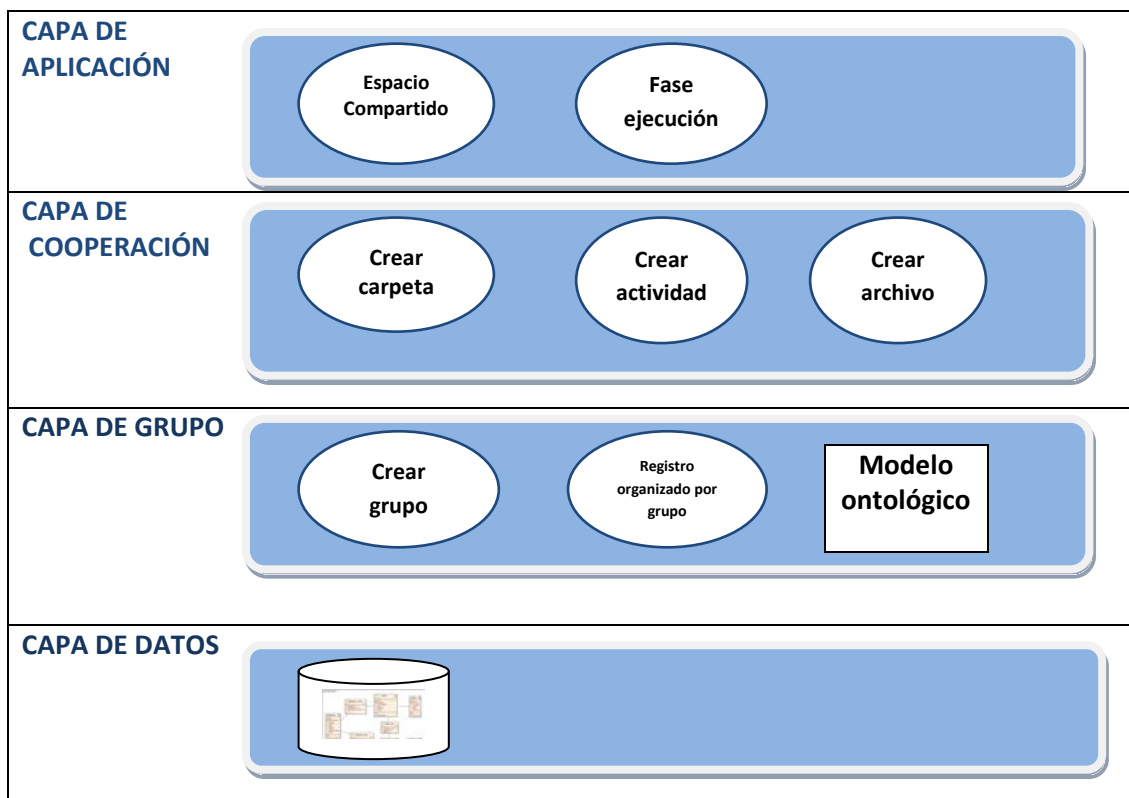 CAPA DE
APLICACIÓN
Espacio
Compartido
Fase
ejecución
CAPA DE
COOPERACIÓN
Crear
carpeta
Crear
actividad
Crear
archivo
CAPA DE GRUPO
Crear
grupo
Registro
organizado por
grupo
Modelo
ontológico
CAPA DE DATOS